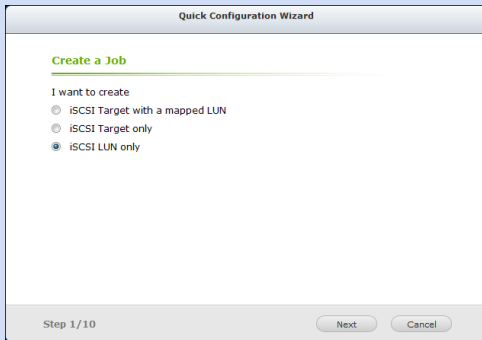 Quick Configuration Wizard
Create a Job
I want to create
iSCSI Target with a mapped LUN
iSCSI Target only
iSCSI LUN only
Step 1/10
Next
Cancel